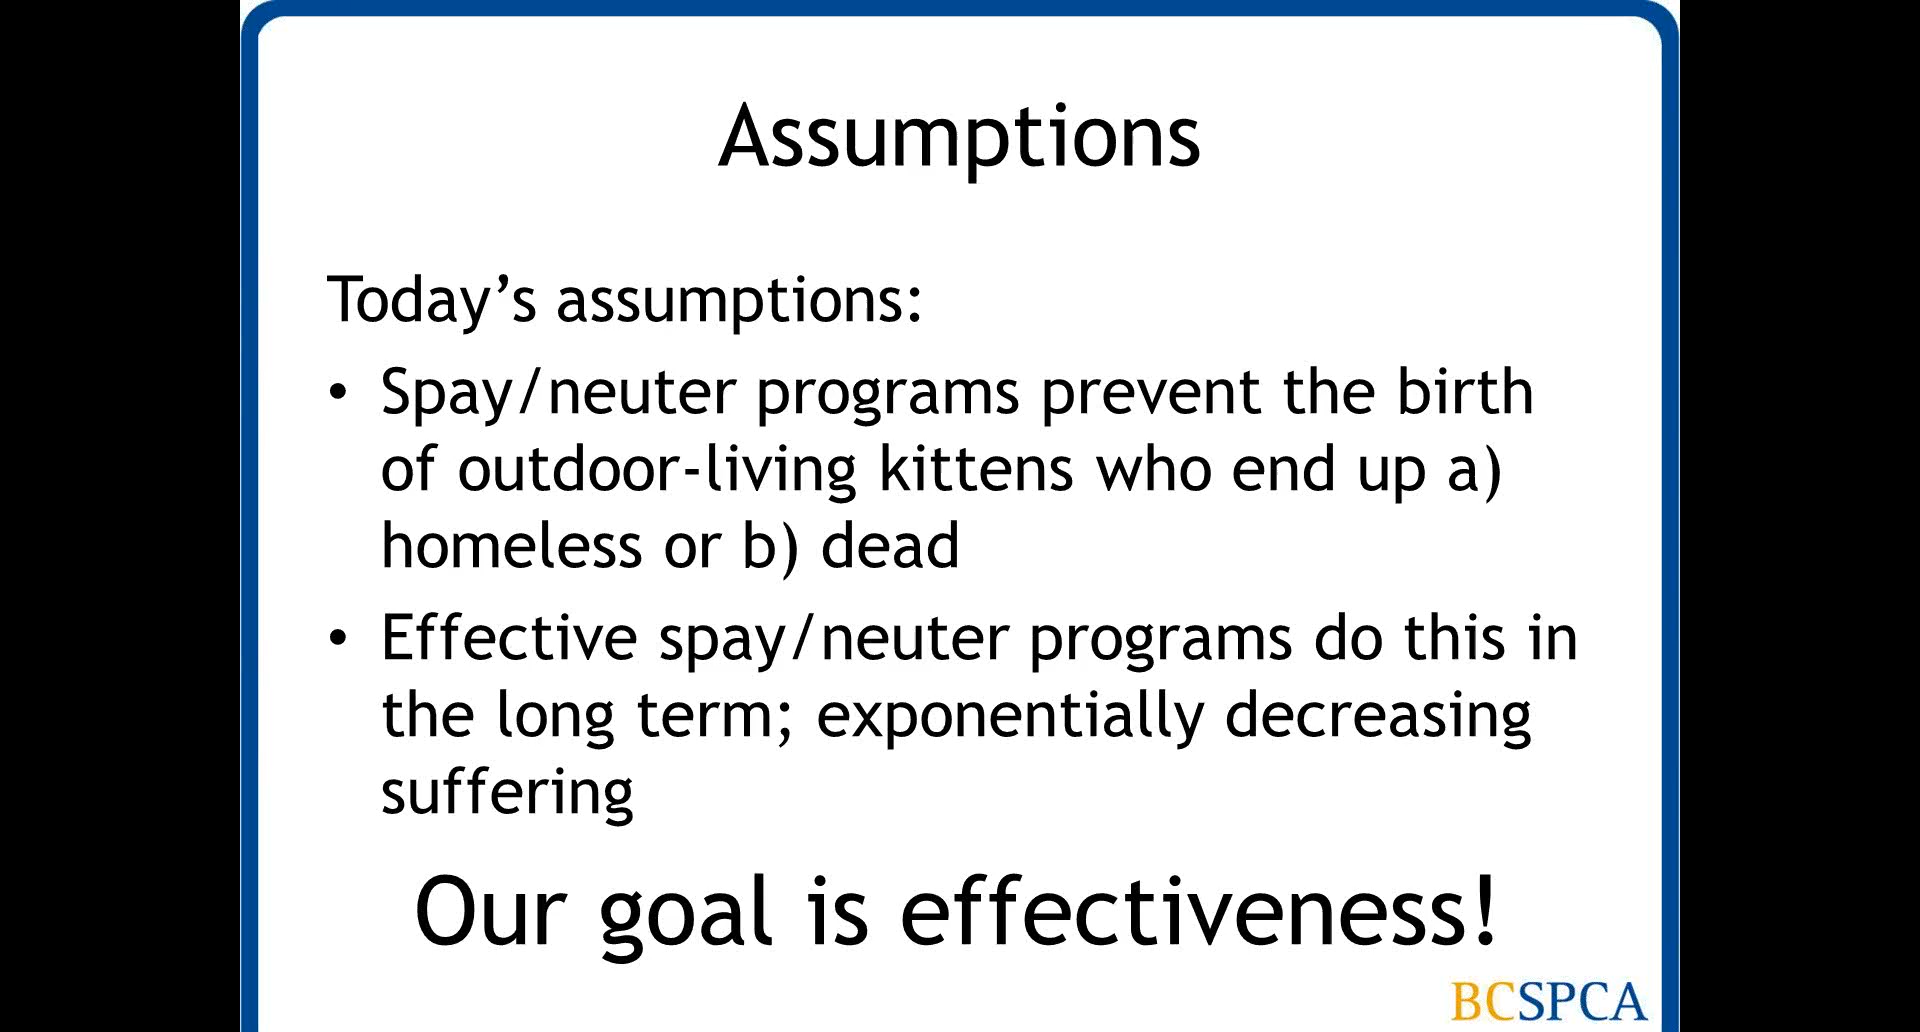 Assumptions
Today’s assumptions:
• Spay/neuter programs prevent the birth
of outdoor-living kittens who end up a)
homeless or b) dead
• Effective spay/neuter programs do this in
the long term; exponentially decreasing
suffering
Our goal is effectiveness!
BCSPCA